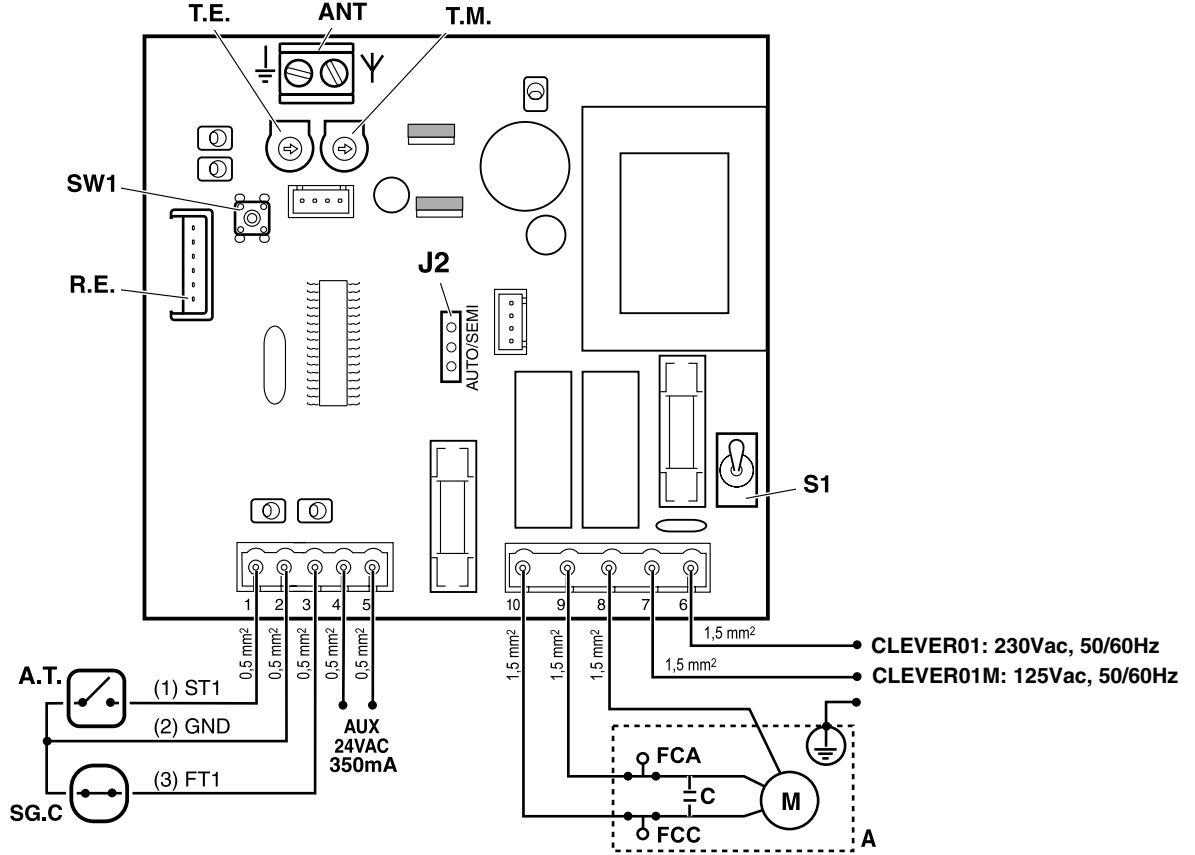 T.E.
ANT
T.M.
SW1
R.E.
J2
AUTO/SEMI
S1
1 2 3 4 5
10 9 8 7 6
0,5 mm²
0,5 mm²
0,5 mm²
0,5 mm²
0,5 mm²
1,5 mm²
1,5 mm²
1,5 mm²
1,5 mm²
1,5 mm²
CLEVER01: 230Vac, 50/60Hz
CLEVER01M: 125Vac, 50/60Hz
A.T.
(1) ST1
(2) GND
(3) FT1
SG.C
AUX
24VAC
350mA
FCA
C
M
FCC
A